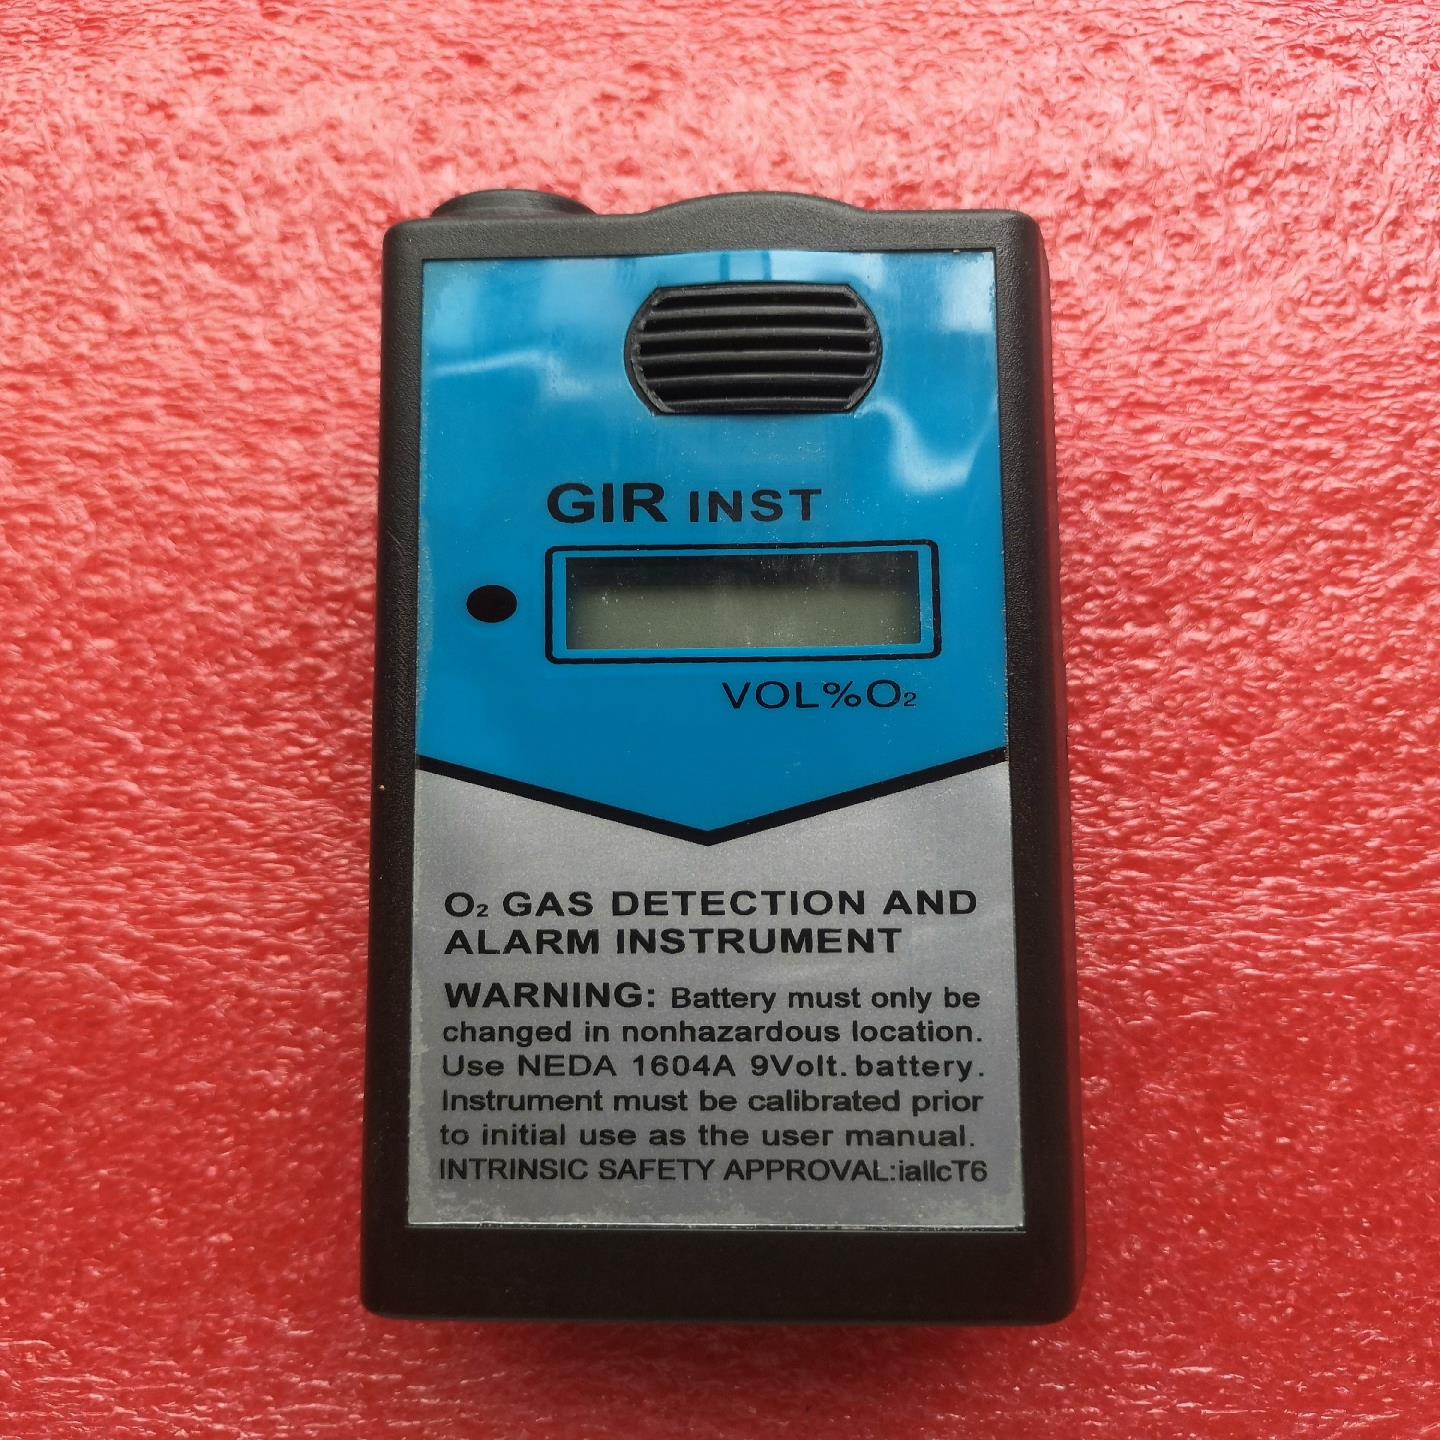 GIR INST
VOL%O₂
O₂ GAS DETECTION AND
ALARM INSTRUMENT
WARNING: Battery must only be
changed in nonhazardous location.
Use NEDA 1604A 9Volt. battery.
Instrument must be calibrated prior
to initial use as the user manual.
INTRINSIC SAFETY APPROVAL:iaIIcT6